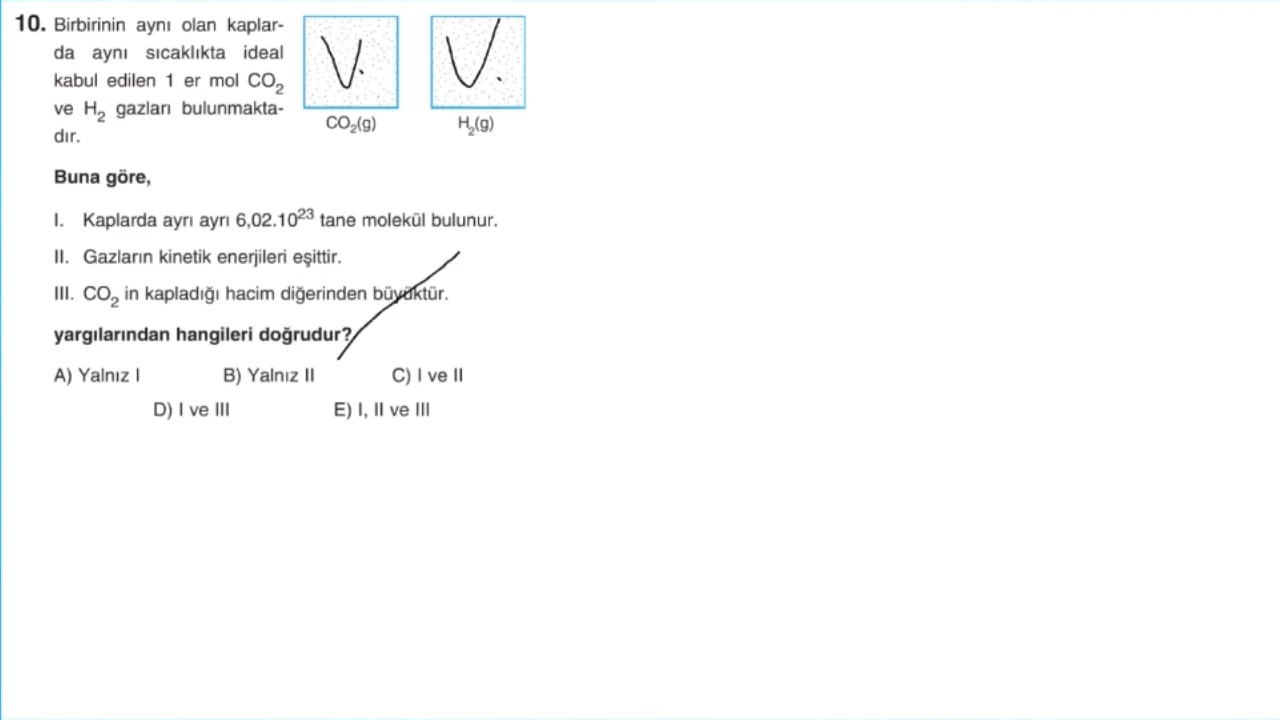 10. Birbirinin aynı olan kaplar-
da aynı sıcaklıkta ideal
kabul edilen 1 er mol CO₂
ve H₂ gazları bulunmakta-
dır.
V.
V.
CO₂(g)
H₂(g)
Buna göre,
I. Kaplarda ayrı ayrı 6,02.10²³ tane molekül bulunur.
II. Gazların kinetik enerjileri eşittir.
III. CO₂ in kapladığı hacim diğerinden büyüktür.
yargılarından hangileri doğrudur?
A) Yalnız I B) Yalnız II C) I ve II
D) I ve III E) I, II ve III